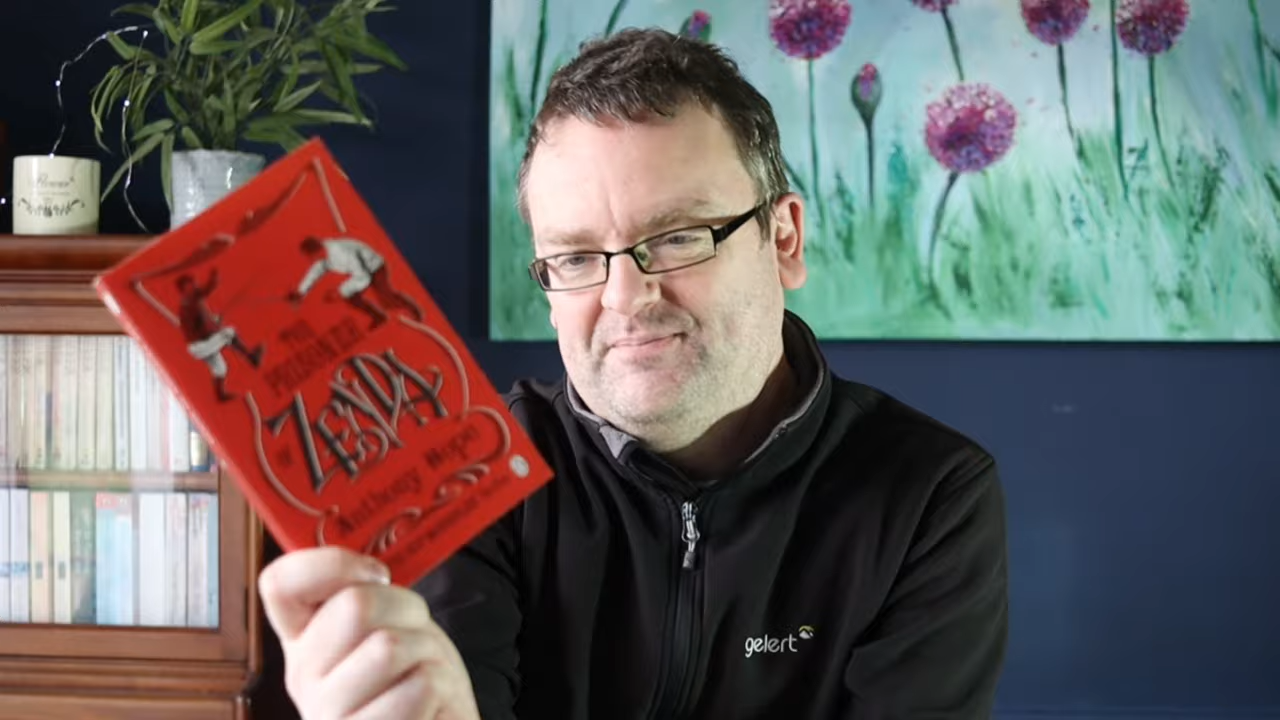 THE
PRISONER
OF
ZENDA
Anthony Hope
gelert